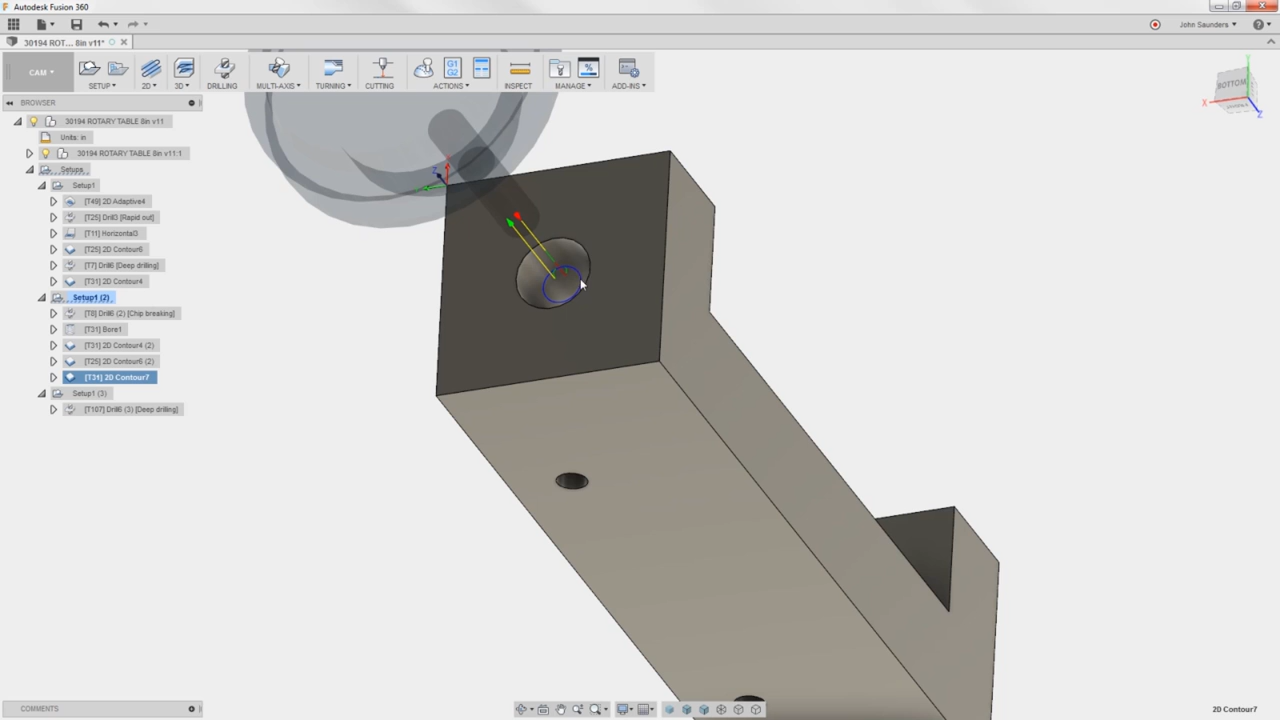 Autodesk Fusion 360
John Saunders
30194 ROT... 8in v11*
CAM
SETUP
2D
3D
DRILLING
MULTI-AXIS
TURNING
CUTTING
G1
G2
ACTIONS
INSPECT
MANAGE
ADD-INS
BROWSER
30194 ROTARY TABLE 8in v11
Units: in
30194 ROTARY TABLE 8in v11:1
Setups
Setup1
[T49] 2D Adaptive4
[T25] Drill3 [Rapid out]
[T11] Horizontal3
[T25] 2D Contour6
[T7] Drill6 [Deep drilling]
[T31] 2D Contour4
Setup1 (2)
[T8] Drill6 (2) [Chip breaking]
[T31] Bore1
[T31] 2D Contour4 (2)
[T25] 2D Contour6 (2)
[T31] 2D Contour7
Setup1 (3)
[T107] Drill6 (3) [Deep drilling]
BOTTOM
X
Y
Z
Z
COMMENTS
2D Contour7